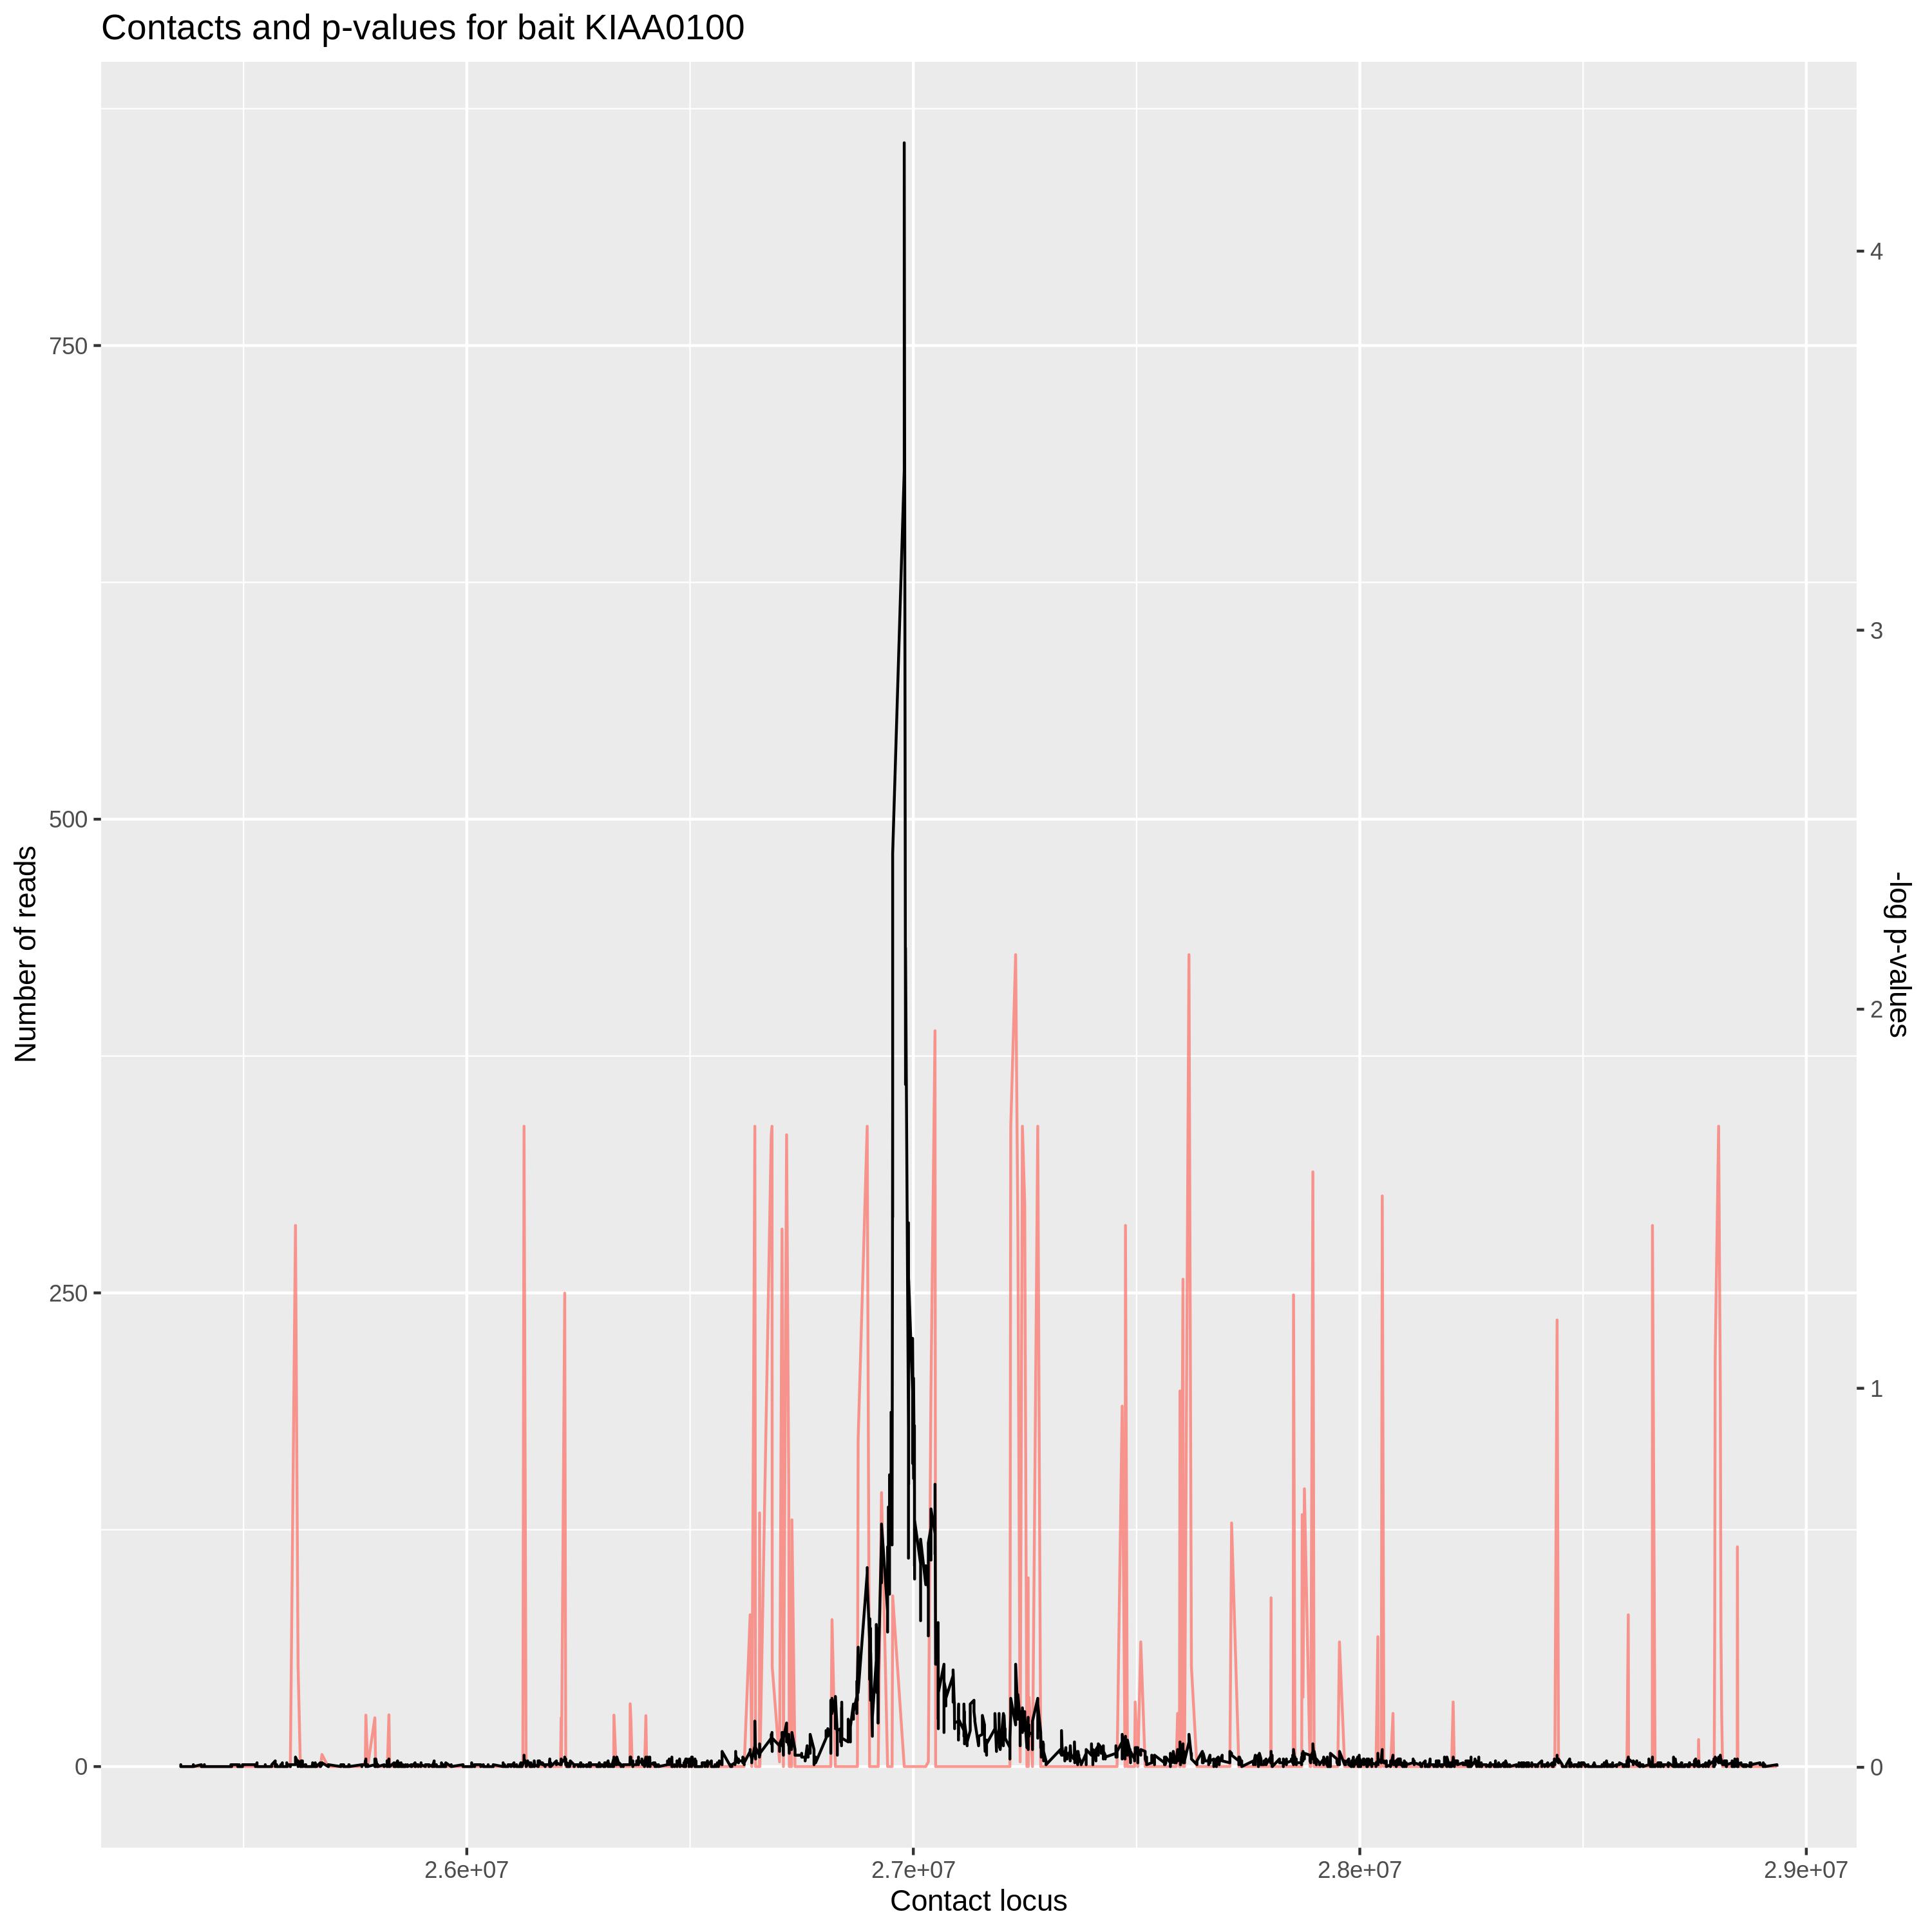 Contacts and p-values for bait KIAA0100
Number of reads
750
500
250
0
4
3
2
1
0
-log p-values
2.6e+07
2.7e+07
2.8e+07
2.9e+07
Contact locus